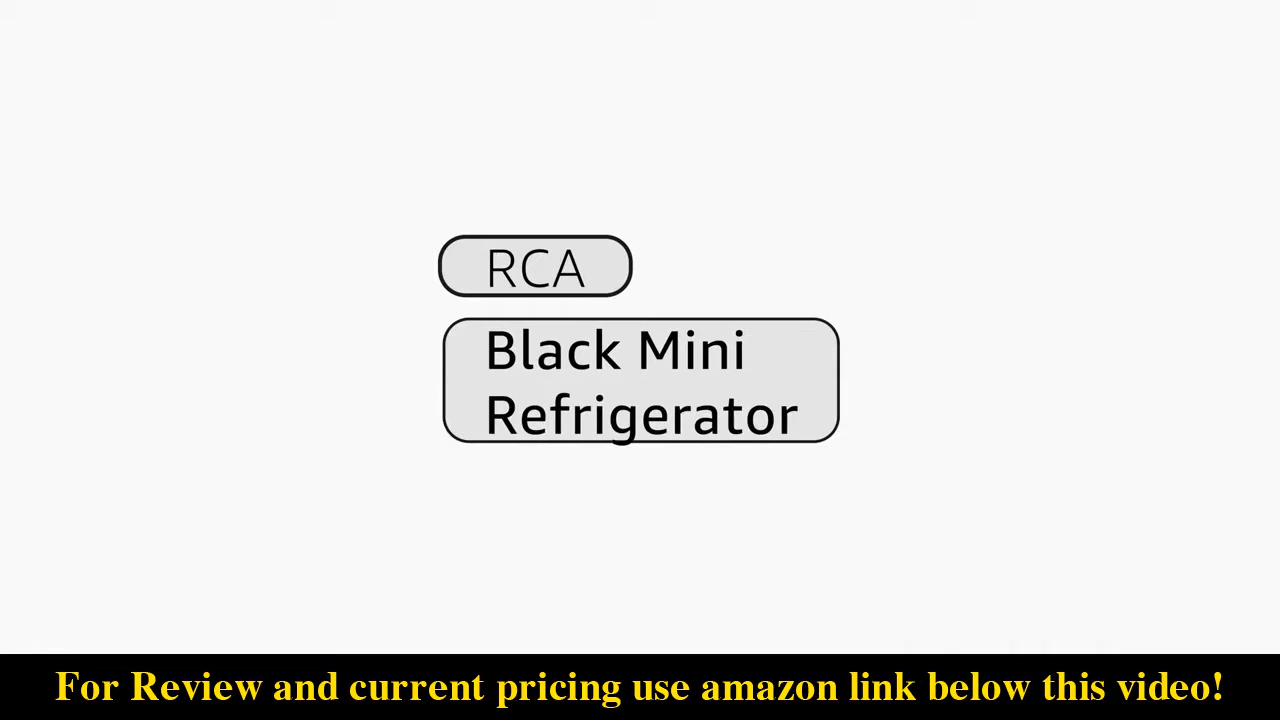 RCA
Black Mini
Refrigerator
For Review and current pricing use amazon link below this video!